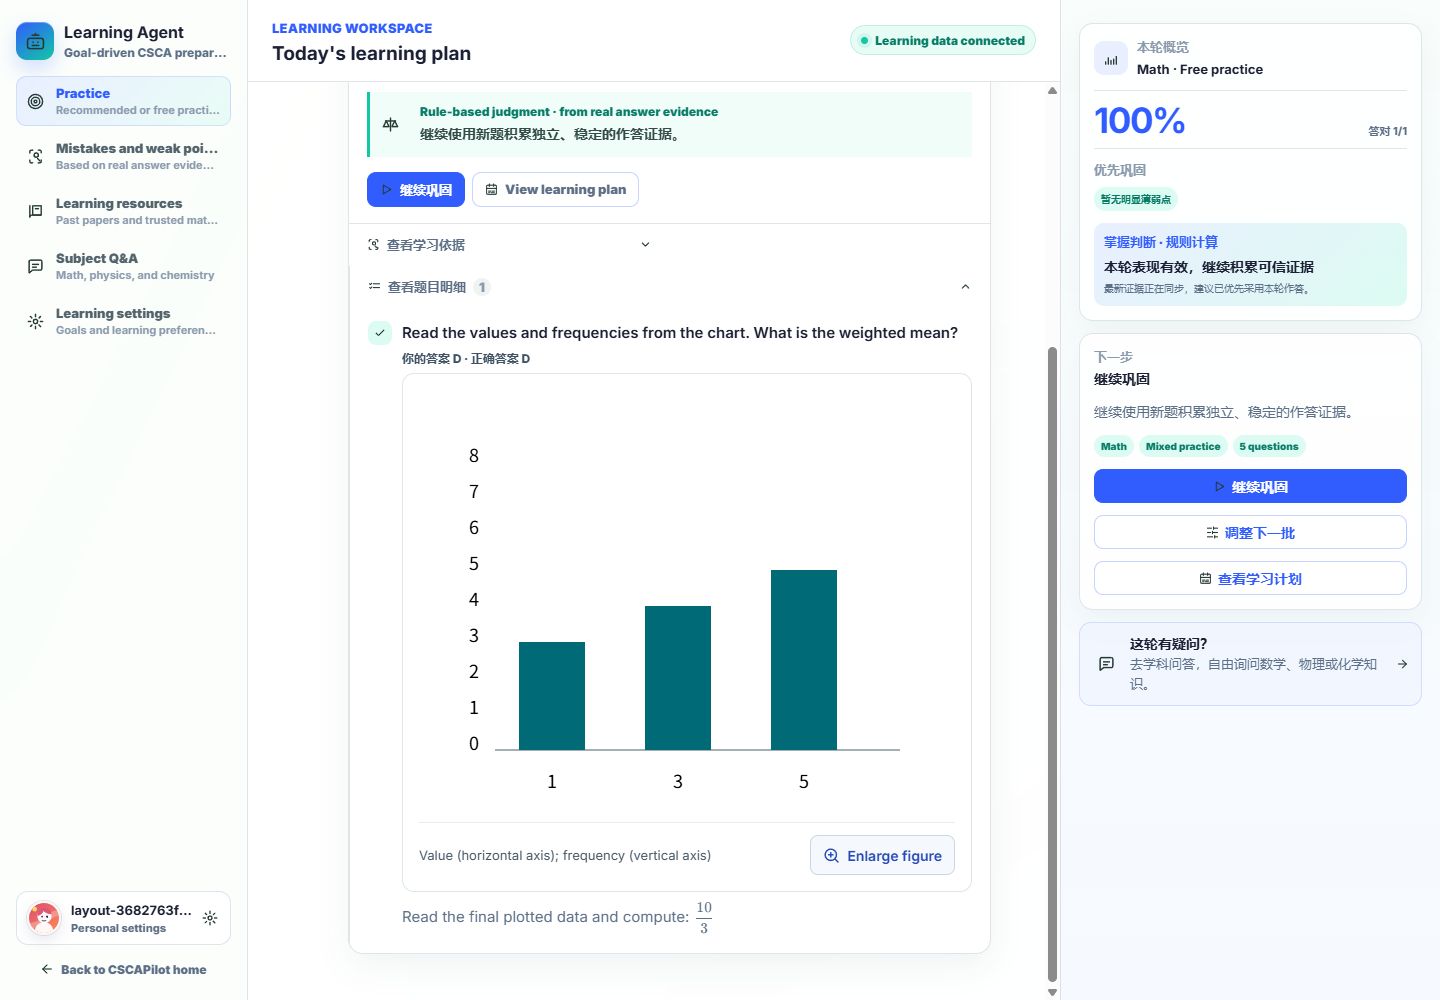 Learning Agent
Goal-driven CSCA prepar...
Practice
Recommended or free practi...
Mistakes and weak poi...
Based on real answer evide...
Learning resources
Past papers and trusted mat...
Subject Q&A
Math, physics, and chemistry
Learning settings
Goals and learning preferen...
layout-3682763f...
Personal settings
Back to CSCAPilot home
LEARNING WORKSPACE
Today's learning plan
Learning data connected
Rule-based judgment · from real answer evidence
继续使用新题积累独立、稳定的作答证据。
继续巩固
View learning plan
查看学习依据
查看题目明细 1
Read the values and frequencies from the chart. What is the weighted mean?
你的答案 D · 正确答案 D
8
7
6
5
4
3
2
1
0
1 3 5
Value (horizontal axis); frequency (vertical axis)
Enlarge figure
Read the final plotted data and compute: 10/3
本轮概览
Math · Free practice
100%
答对 1/1
优先巩固
暂无明显薄弱点
掌握判断 · 规则计算
本轮表现有效，继续积累可信证据
最新证据正在同步，建议已优先采用本轮作答。
下一步
继续巩固
继续使用新题积累独立、稳定的作答证据。
Math Mixed practice 5 questions
继续巩固
调整下一批
查看学习计划
这轮有疑问？
去学科问答，自由询问数学、物理或化学知
识。